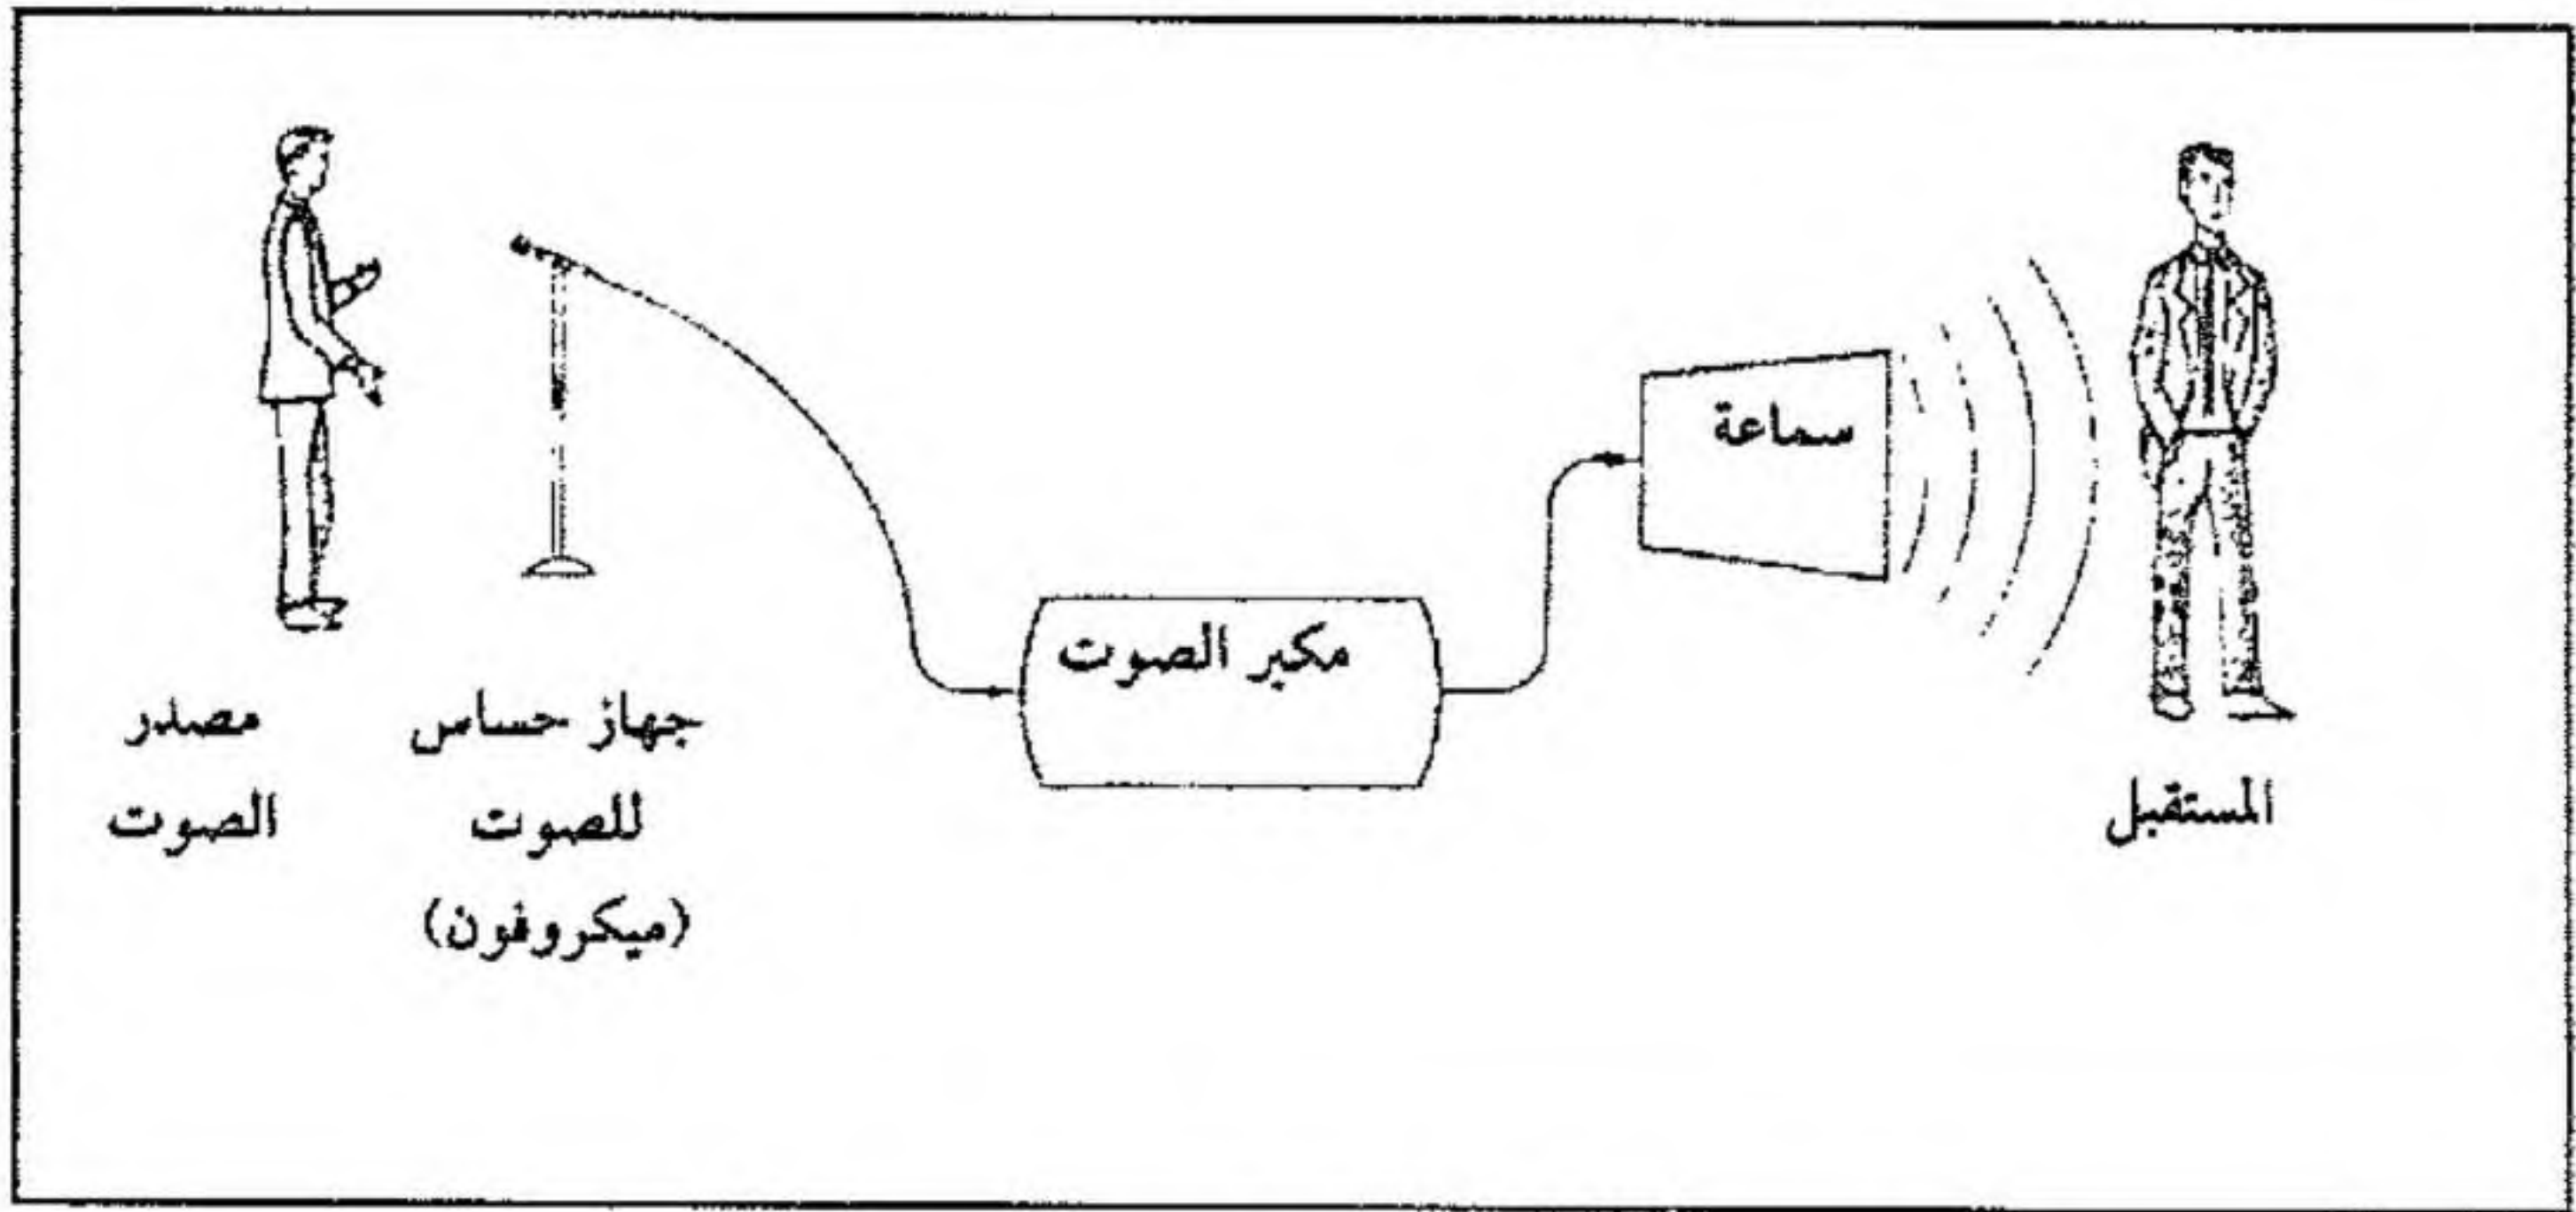 سماعة
مكبر الصوت
مصدر
الصوت
جهاز حساس
للصوت
(ميكروفون)
المستقبل